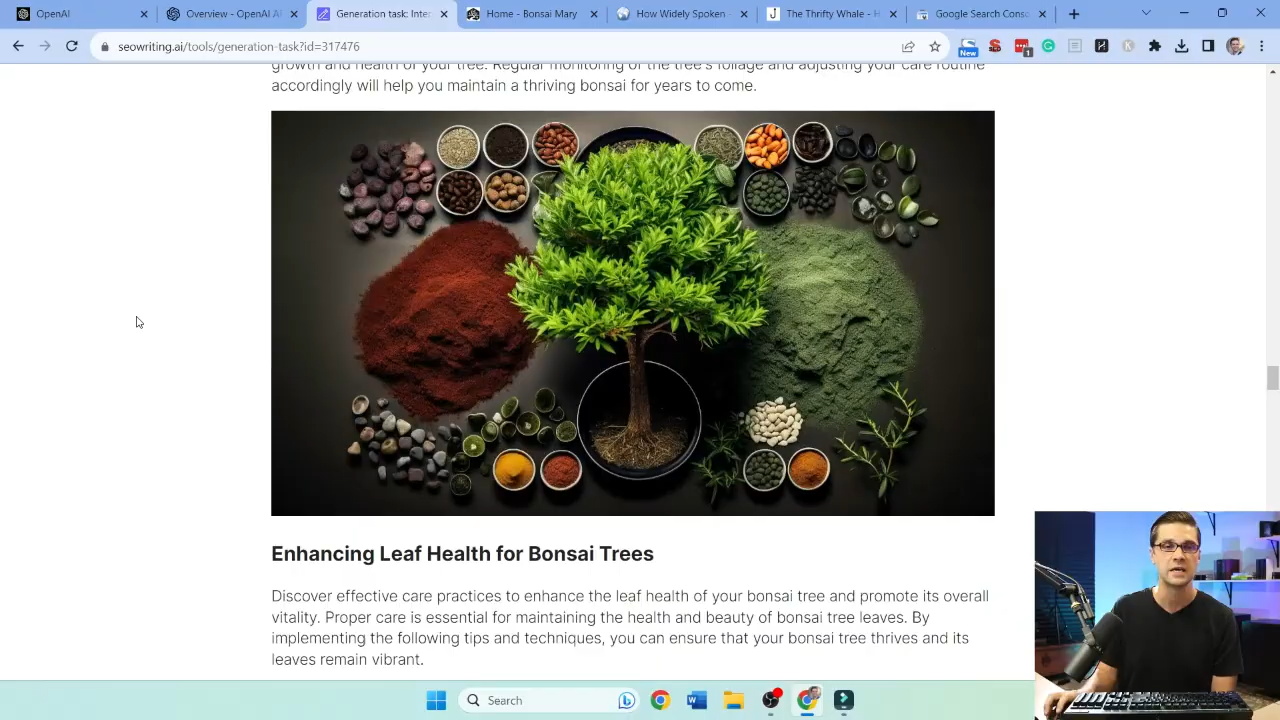 OpenAI
Overview - OpenAI A
Generation task: Inter
Home - Bonsai Mary
How Widely Spoken -
The Thrifty Whale - H
Google Search Conso
seowriting.ai/tools/generation-task?id=317476
New
1
growth and health of your tree. Regular monitoring of the tree's foliage and adjusting your care routine
accordingly will help you maintain a thriving bonsai for years to come.
Enhancing Leaf Health for Bonsai Trees
Discover effective care practices to enhance the leaf health of your bonsai tree and promote its overall
vitality. Proper care is essential for maintaining the health and beauty of bonsai tree leaves. By
implementing the following tips and techniques, you can ensure that your bonsai tree thrives and its
leaves remain vibrant.
Search